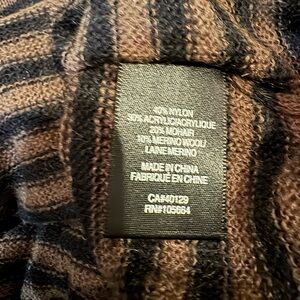 40% NYLON
30% ACRYLIC/ACRYLIQUE
20% MOHAIR
10% MERINO WOOL/
LAINE MERINO
MADE IN CHINA
FABRIQUÉ EN CHINE
CA#40129
RN#105684